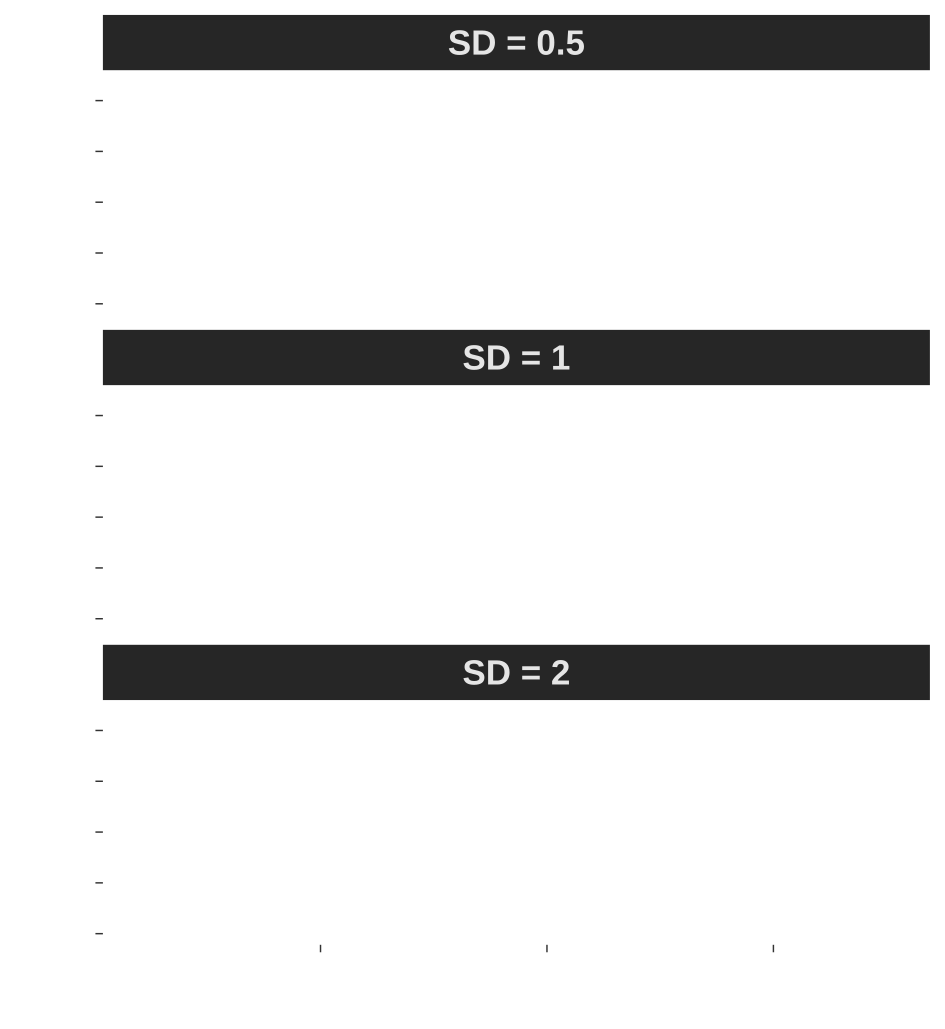 SD = 0.5
SD = 1
SD = 2